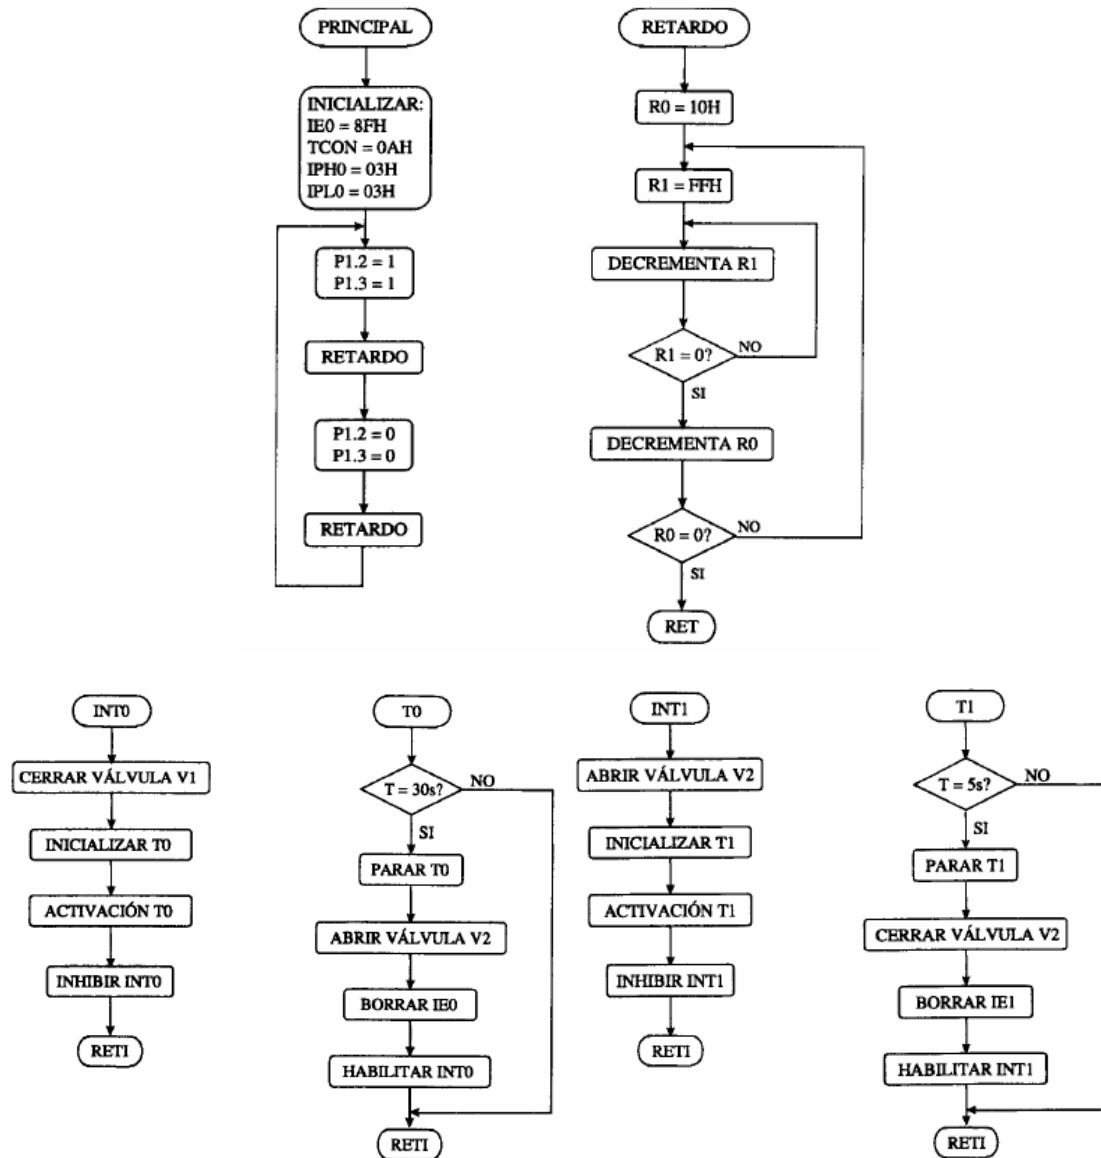 PRINCIPAL
INICIALIZAR:
IE0 = 8FH
TCON = 0AH
IPH0 = 03H
IPL0 = 03H
P1.2 = 1
P1.3 = 1
RETARDO
P1.2 = 0
P1.3 = 0
RETARDO
RETARDO
R0 = 10H
R1 = FFH
DECREMENTA R1
R1 = 0?
NO
SI
DECREMENTA R0
R0 = 0?
NO
SI
RET
INT0
CERRAR VÁLVULA V1
INICIALIZAR T0
ACTIVACIÓN T0
INHIBIR INT0
RETI
T0
T = 30s?
NO
SI
PARAR T0
ABRIR VÁLVULA V2
BORRAR IE0
HABILITAR INT0
RETI
INT1
ABRIR VÁLVULA V2
INICIALIZAR T1
ACTIVACIÓN T1
INHIBIR INT1
RETI
T1
T = 5s?
NO
SI
PARAR T1
CERRAR VÁLVULA V2
BORRAR IE1
HABILITAR INT1
RETI